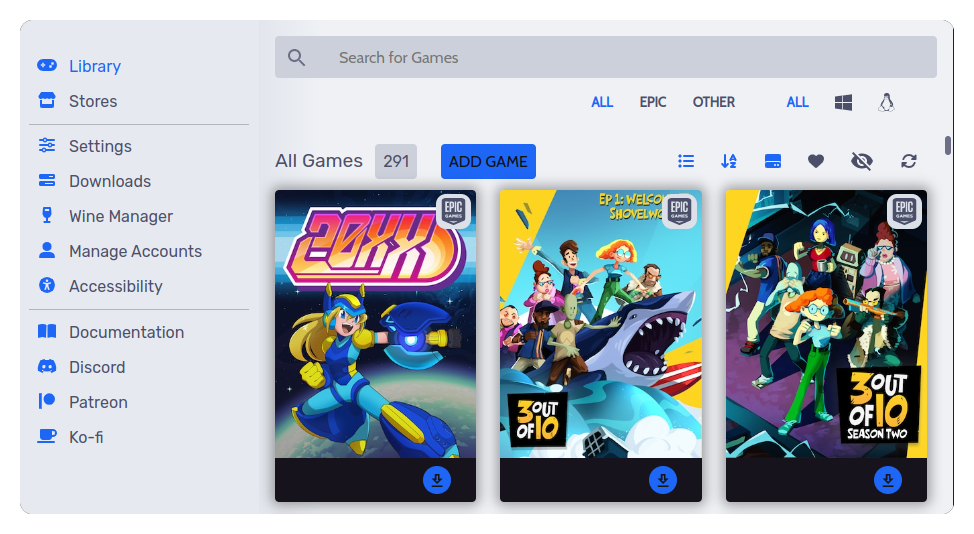 Library
Stores
Settings
Downloads
Wine Manager
Manage Accounts
Accessibility
Documentation
Discord
Patreon
Ko-fi
Search for Games
ALL EPIC OTHER ALL
All Games 291 ADD GAME
EPIC
GAMES
20XX
EP 1: WELCO
SHOVELWO
EPIC
GAMES
3 OUT
OF 10
EPIC
GAMES
3 OUT
OF 10
SEASON TWO